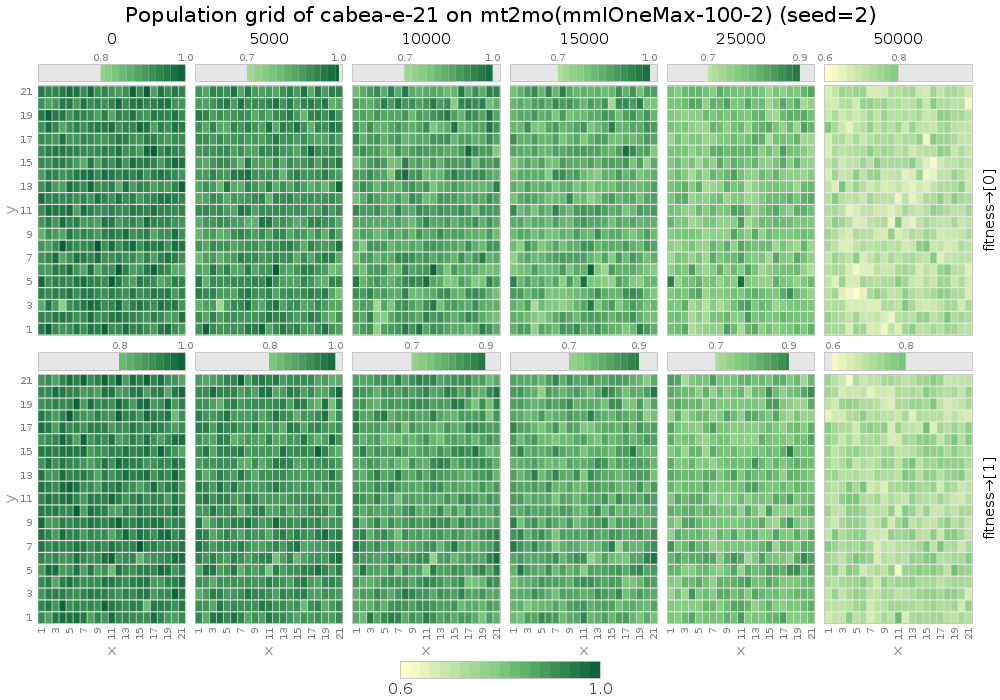 Population grid of cabea-e-21 on mt2mo(mmIOneMax-100-2) (seed=2)
0 5000 10000 15000 25000 50000
0.8 1.0 0.7 1.0 0.7 1.0 0.7 1.0 0.7 0.9 0.6 0.8
21
19
17
15
13
11
9
7
5
3
1
y
fitness→[0]
0.8 1.0 0.8 1.0 0.7 0.9 0.7 0.9 0.7 0.9 0.6 0.8
21
19
17
15
13
11
9
7
5
3
1
y
fitness→[1]
1 3 5 7 9 11 13 15 17 19 21 1 3 5 7 9 11 13 15 17 19 21 1 3 5 7 9 11 13 15 17 19 21 1 3 5 7 9 11 13 15 17 19 21 1 3 5 7 9 11 13 15 17 19 21 1 3 5 7 9 11 13 15 17 19 21
x x x x x x
0.6 1.0